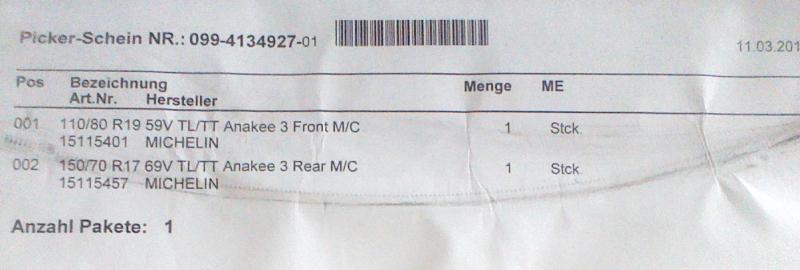 Picker-Schein NR.: 099-4134927-01
11.03.201
Pos Bezeichnung Menge ME
Art.Nr. Hersteller
001 110/80 R19 59V TL/TT Anakee 3 Front M/C 1 Stck.
15115401 MICHELIN
002 150/70 R17 69V TL/TT Anakee 3 Rear M/C 1 Stck.
15115457 MICHELIN
Anzahl Pakete: 1